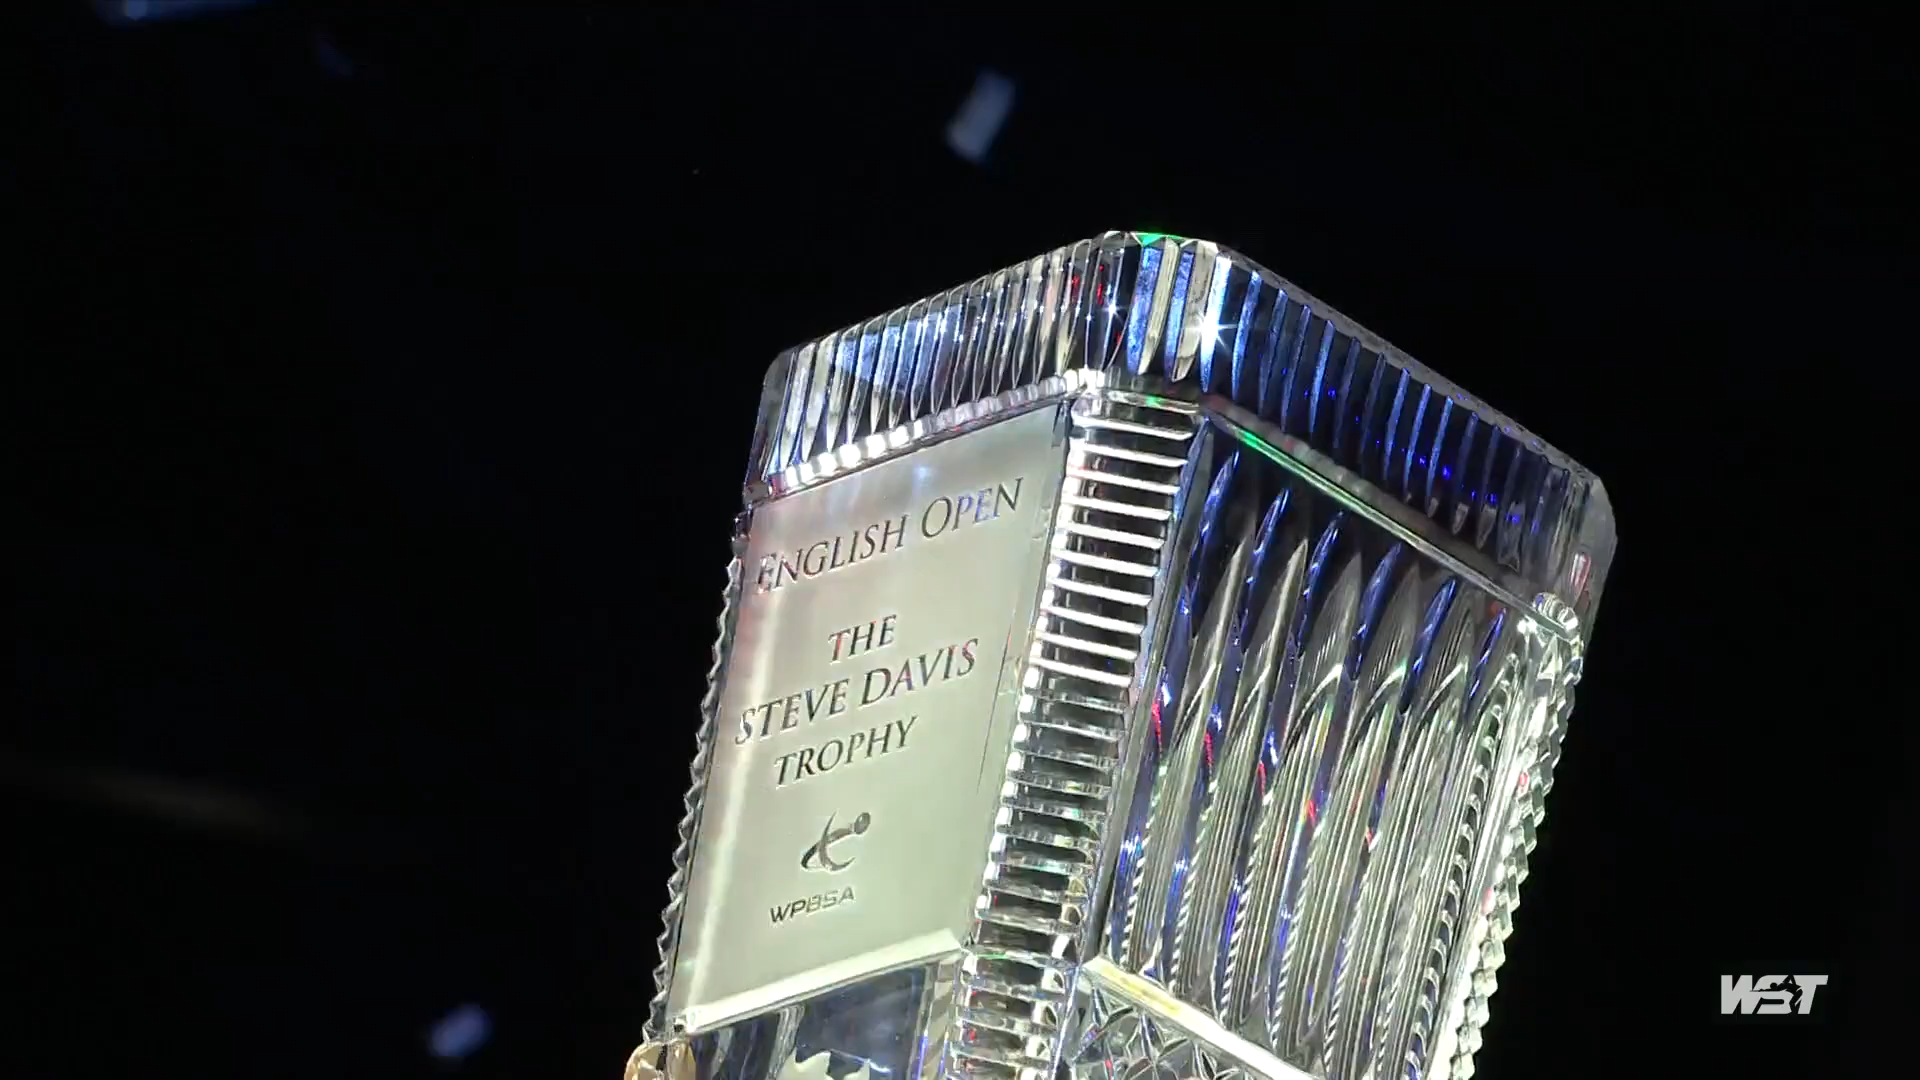 ENGLISH OPEN
THE
STEVE DAVIS
TROPHY
WPBSA
WST